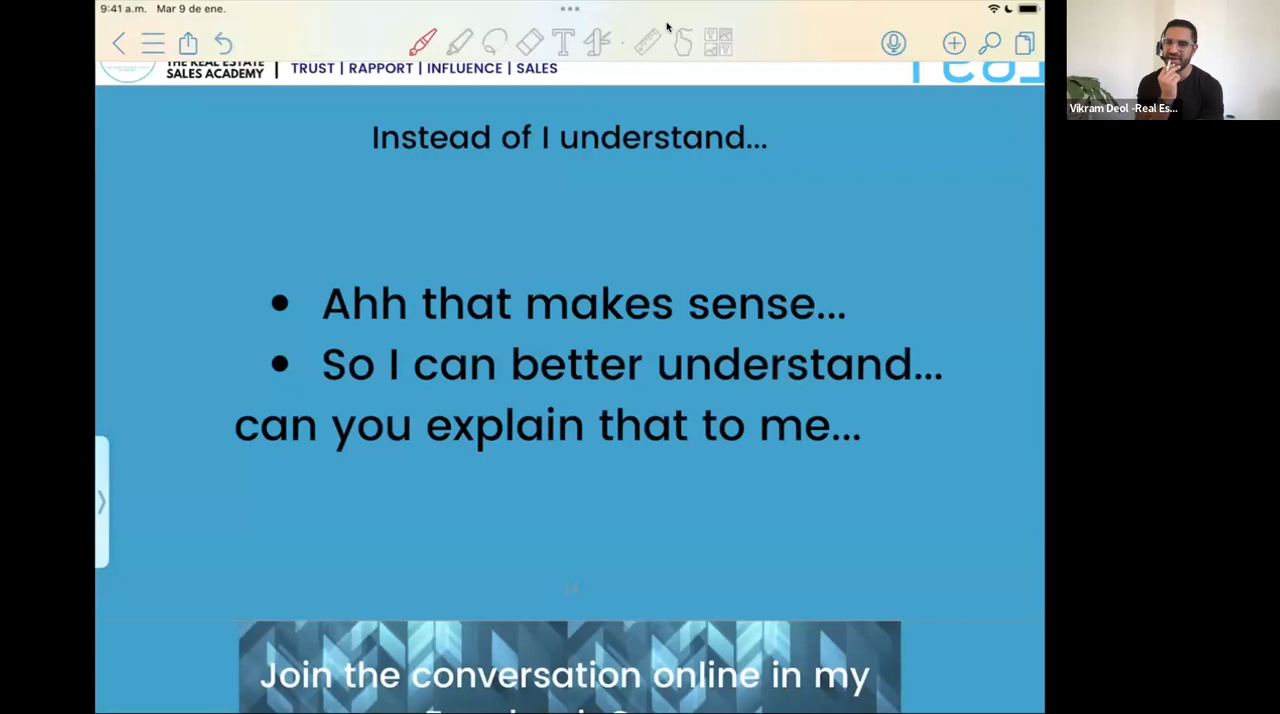 9:41 a.m. Mar 9 de ene.
THE REAL ESTATE
SALES ACADEMY | TRUST | RAPPORT | INFLUENCE | SALES
Vikram Deol -Real Es...
Instead of I understand...
• Ahh that makes sense...
• So I can better understand...
can you explain that to me...
Join the conversation online in my